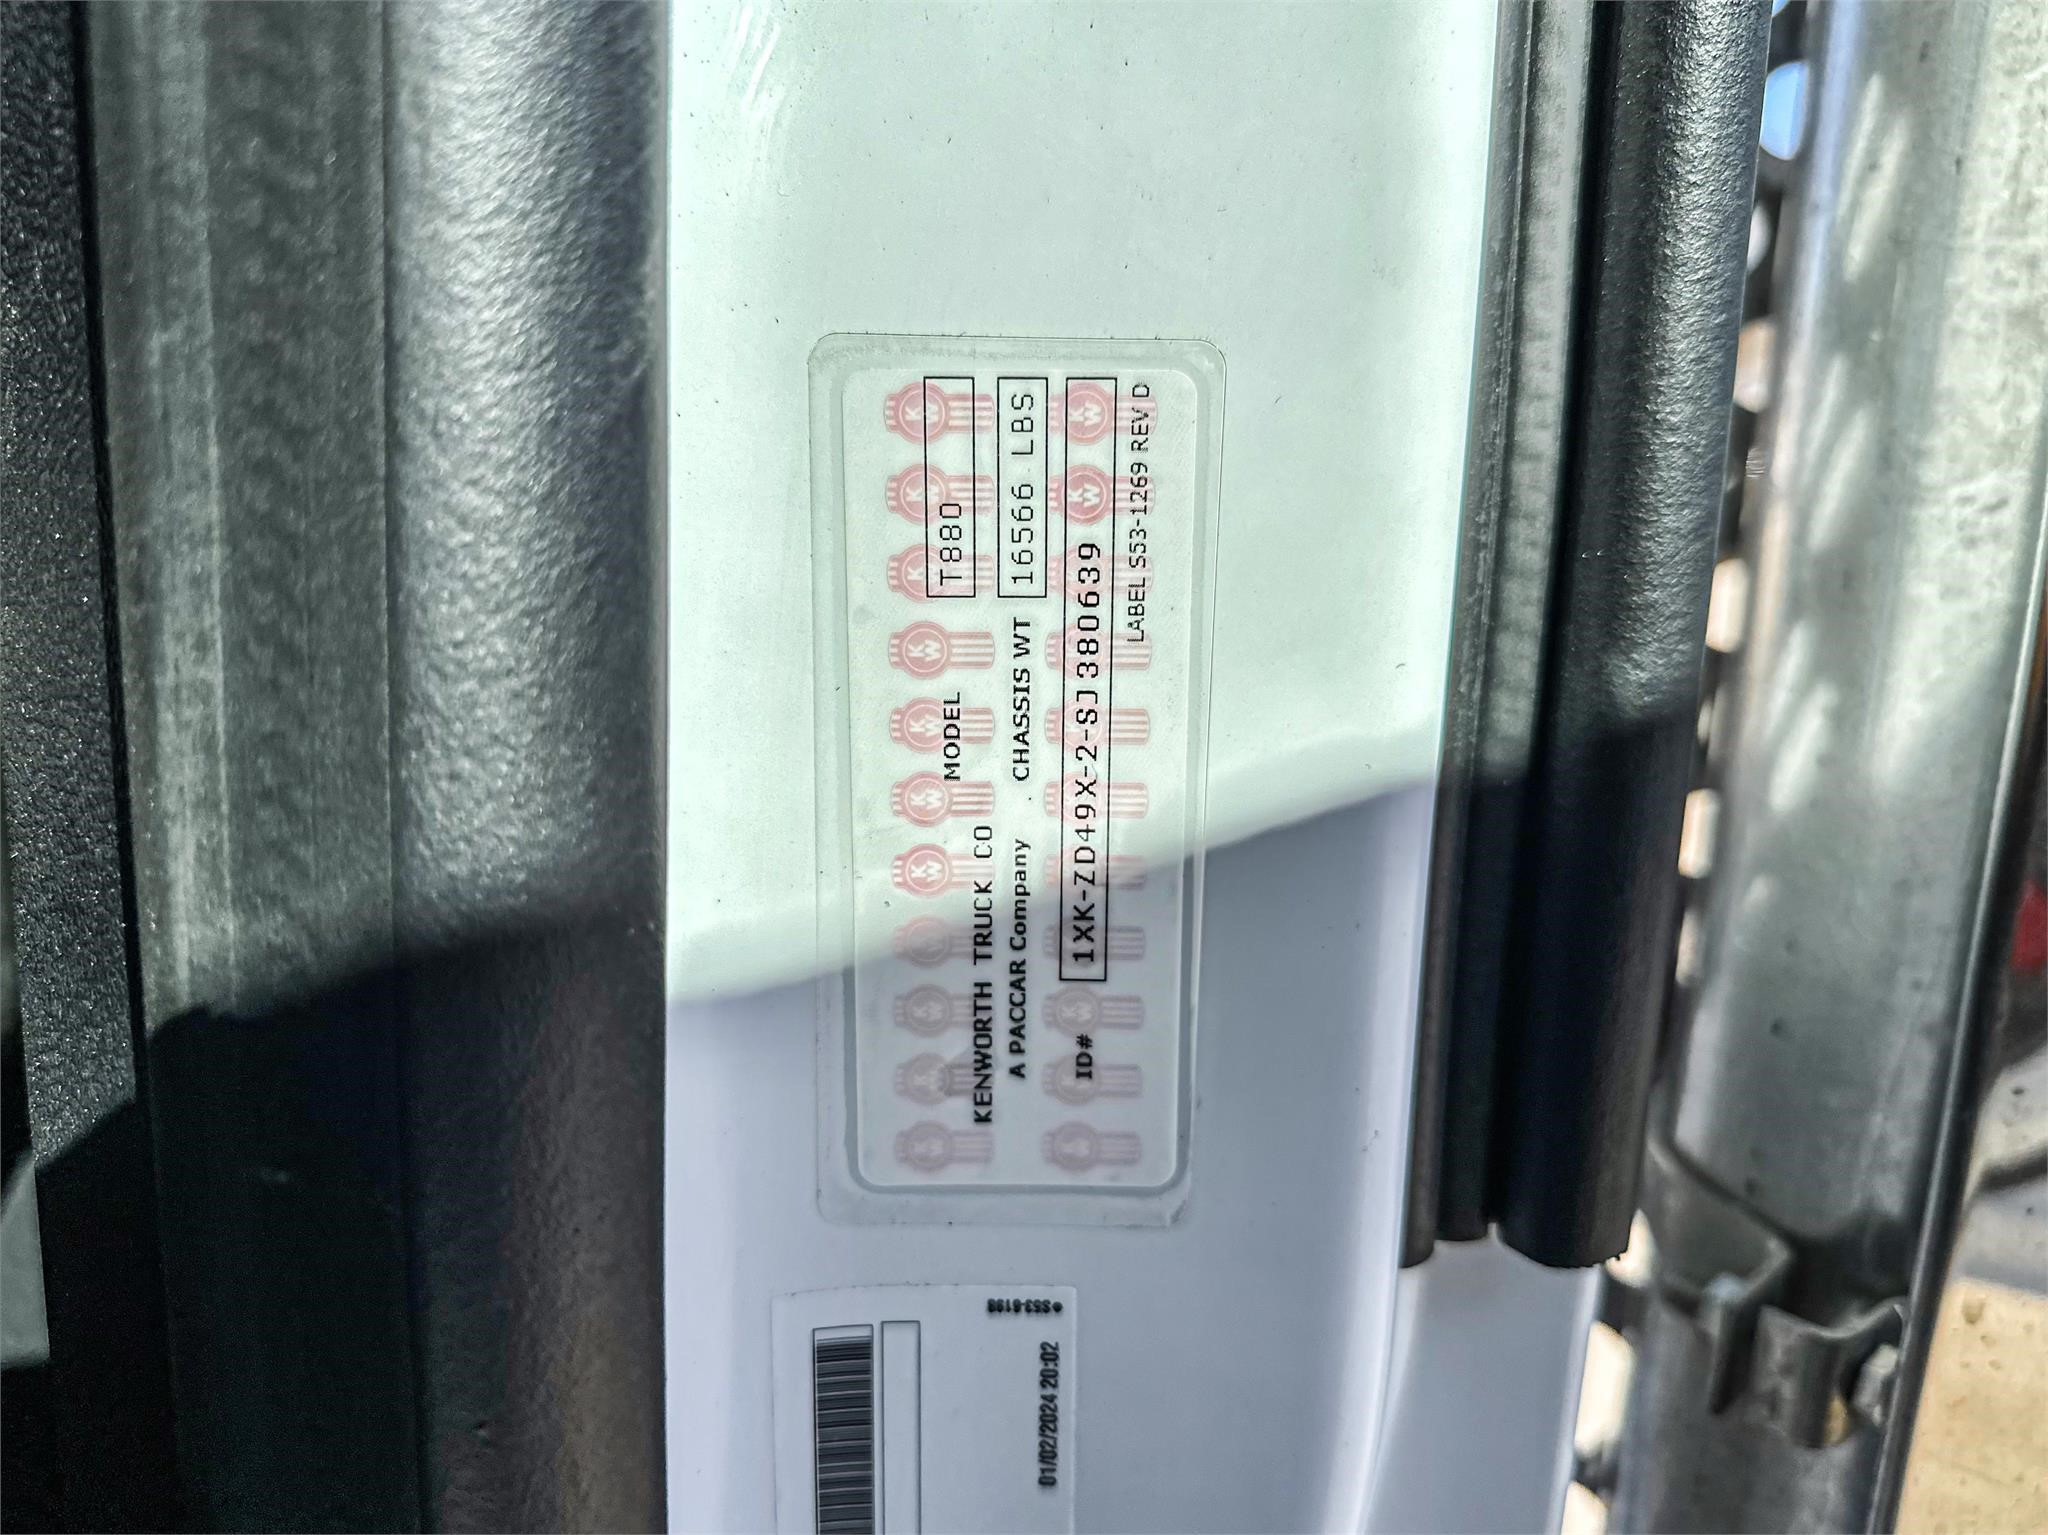 MODEL T880
KENWORTH TRUCK CO
CHASSIS WT 16566 LBS
A PACCAR Company
ID# 1XK-ZD49X-2-SJ380639
LABEL S53-1269 REV D
•S53-6198
01/02/2024 20:02